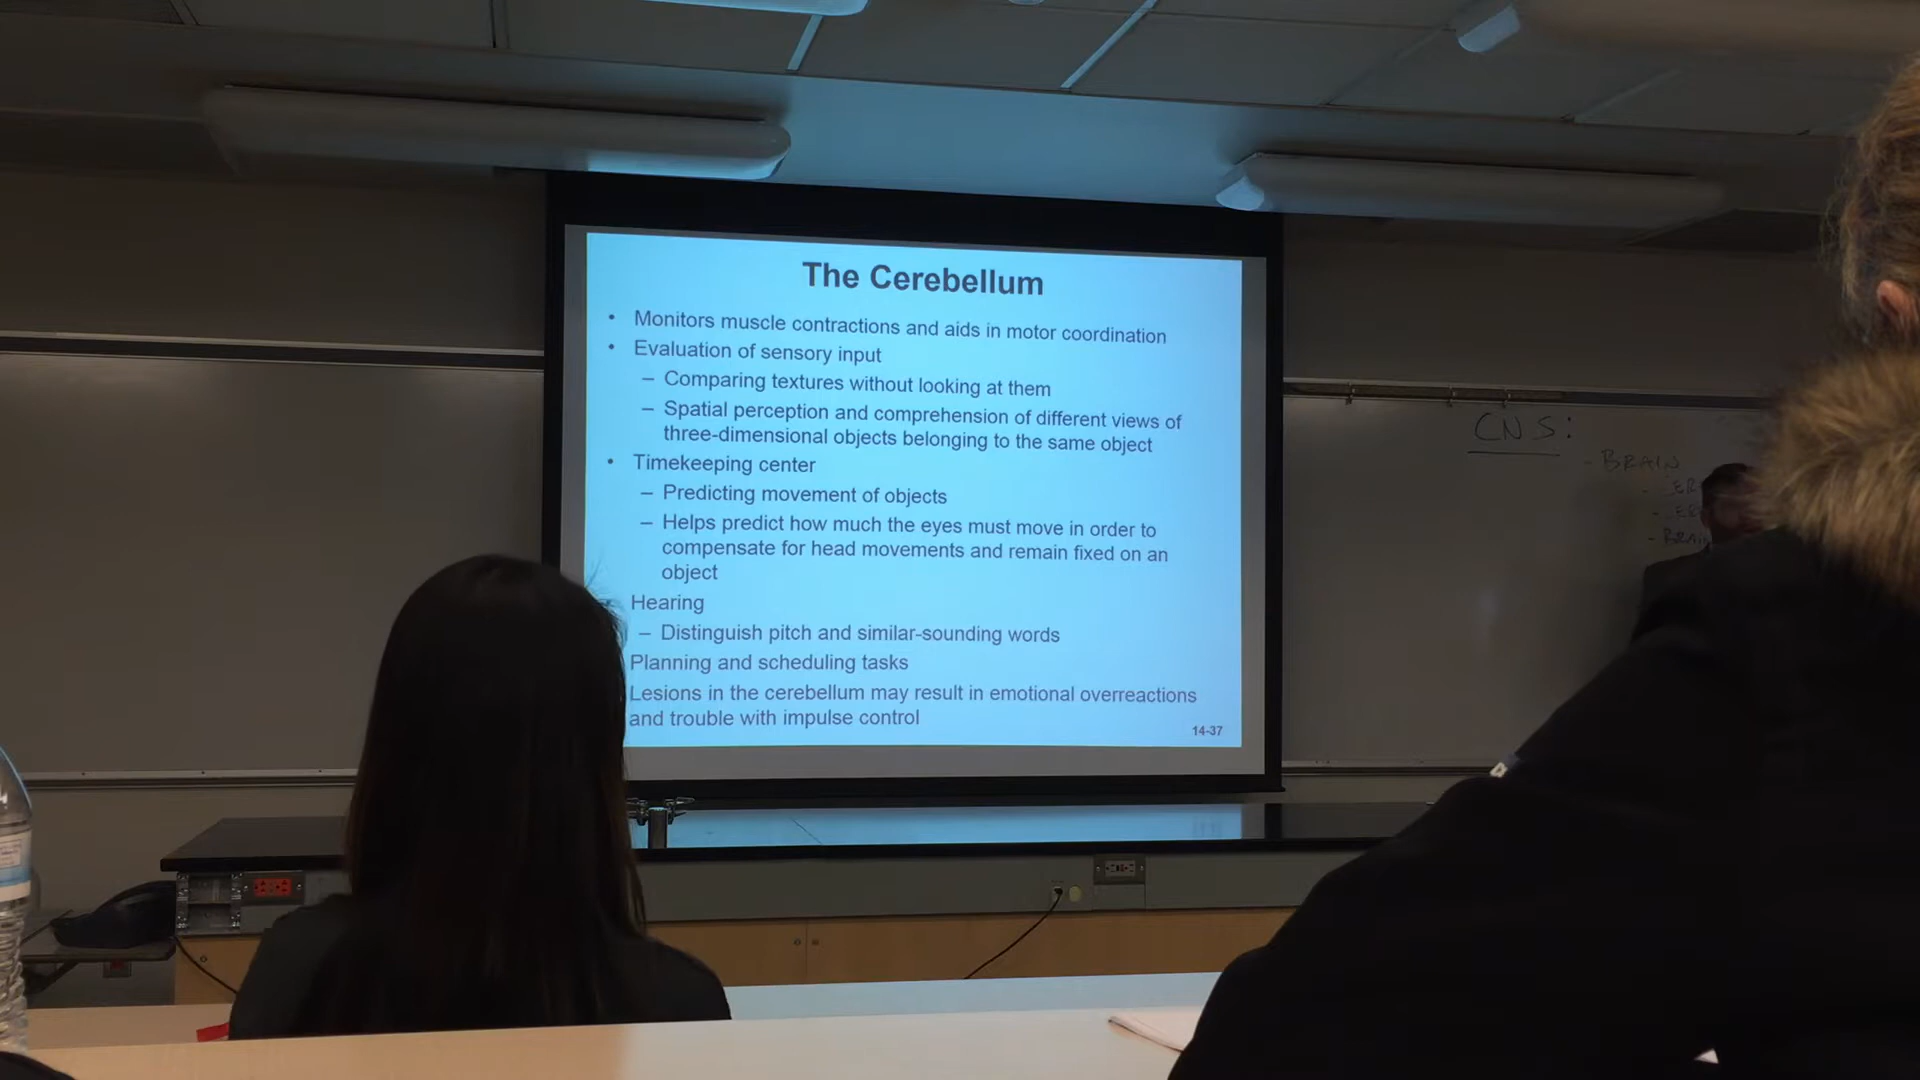 The Cerebellum
• Monitors muscle contractions and aids in motor coordination
• Evaluation of sensory input
– Comparing textures without looking at them
– Spatial perception and comprehension of different views of
three-dimensional objects belonging to the same object
• Timekeeping center
– Predicting movement of objects
– Helps predict how much the eyes must move in order to
compensate for head movements and remain fixed on an
object
Hearing
– Distinguish pitch and similar-sounding words
Planning and scheduling tasks
Lesions in the cerebellum may result in emotional overreactions
and trouble with impulse control
14-37
CNS:
- BRAIN